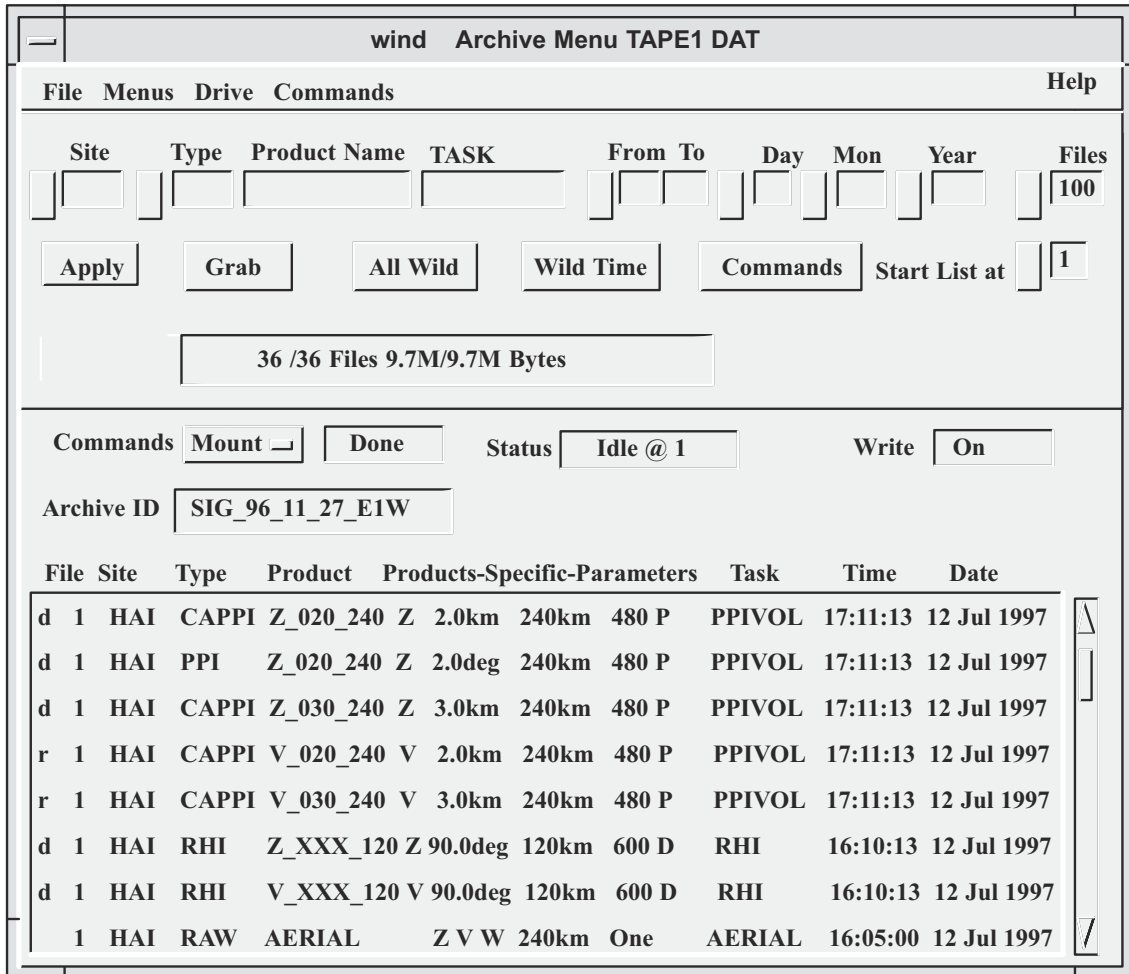 wind Archive Menu TAPE1 DAT
File Menus Drive Commands Help
Site Type Product Name TASK From To Day Mon Year Files
100
Apply Grab All Wild Wild Time Commands Start List at 1
36 /36 Files 9.7M/9.7M Bytes
Commands Mount Done Status Idle @ 1 Write On
Archive ID SIG_96_11_27_E1W
File Site Type Product Products-Specific-Parameters Task Time Date
d 1 HAI CAPPI Z_020_240 Z 2.0km 240km 480 P PPIVOL 17:11:13 12 Jul 1997
d 1 HAI PPI Z_020_240 Z 2.0deg 240km 480 P PPIVOL 17:11:13 12 Jul 1997
d 1 HAI CAPPI Z_030_240 Z 3.0km 240km 480 P PPIVOL 17:11:13 12 Jul 1997
r 1 HAI CAPPI V_020_240 V 2.0km 240km 480 P PPIVOL 17:11:13 12 Jul 1997
r 1 HAI CAPPI V_030_240 V 3.0km 240km 480 P PPIVOL 17:11:13 12 Jul 1997
d 1 HAI RHI Z_XXX_120 Z 90.0deg 120km 600 D RHI 16:10:13 12 Jul 1997
d 1 HAI RHI V_XXX_120 V 90.0deg 120km 600 D RHI 16:10:13 12 Jul 1997
1 HAI RAW AERIAL Z V W 240km One AERIAL 16:05:00 12 Jul 1997